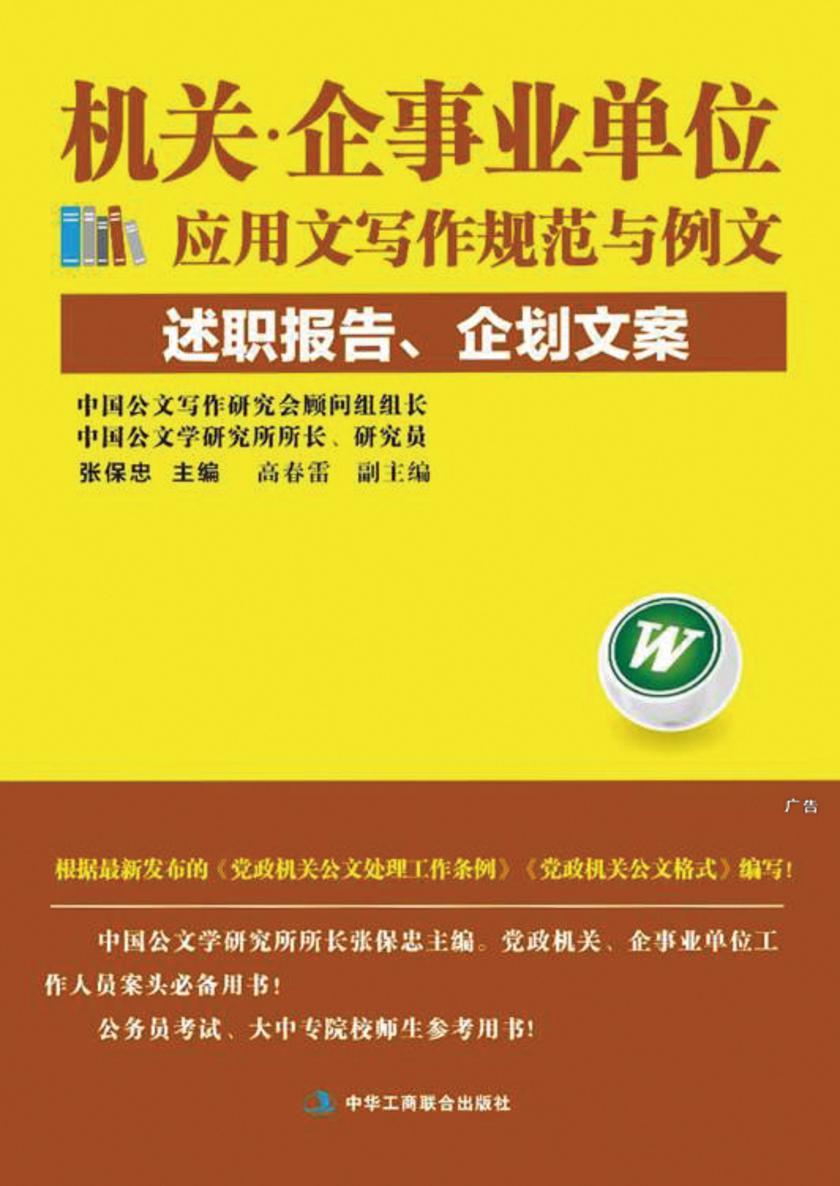 机关·企事业单位
应用文写作规范与例文
述职报告、企划文案
中国公文写作研究会顾问组组长
中国公文学研究所所长、研究员
张保忠 主编 高春雷 副主编
W
广告
根据最新发布的《党政机关公文处理工作条例》《党政机关公文格式》编写！
中国公文学研究所所长张保忠主编。党政机关、企事业单位工
作人员案头必备用书！
公务员考试、大中专院校师生参考用书！
中华工商联合出版社